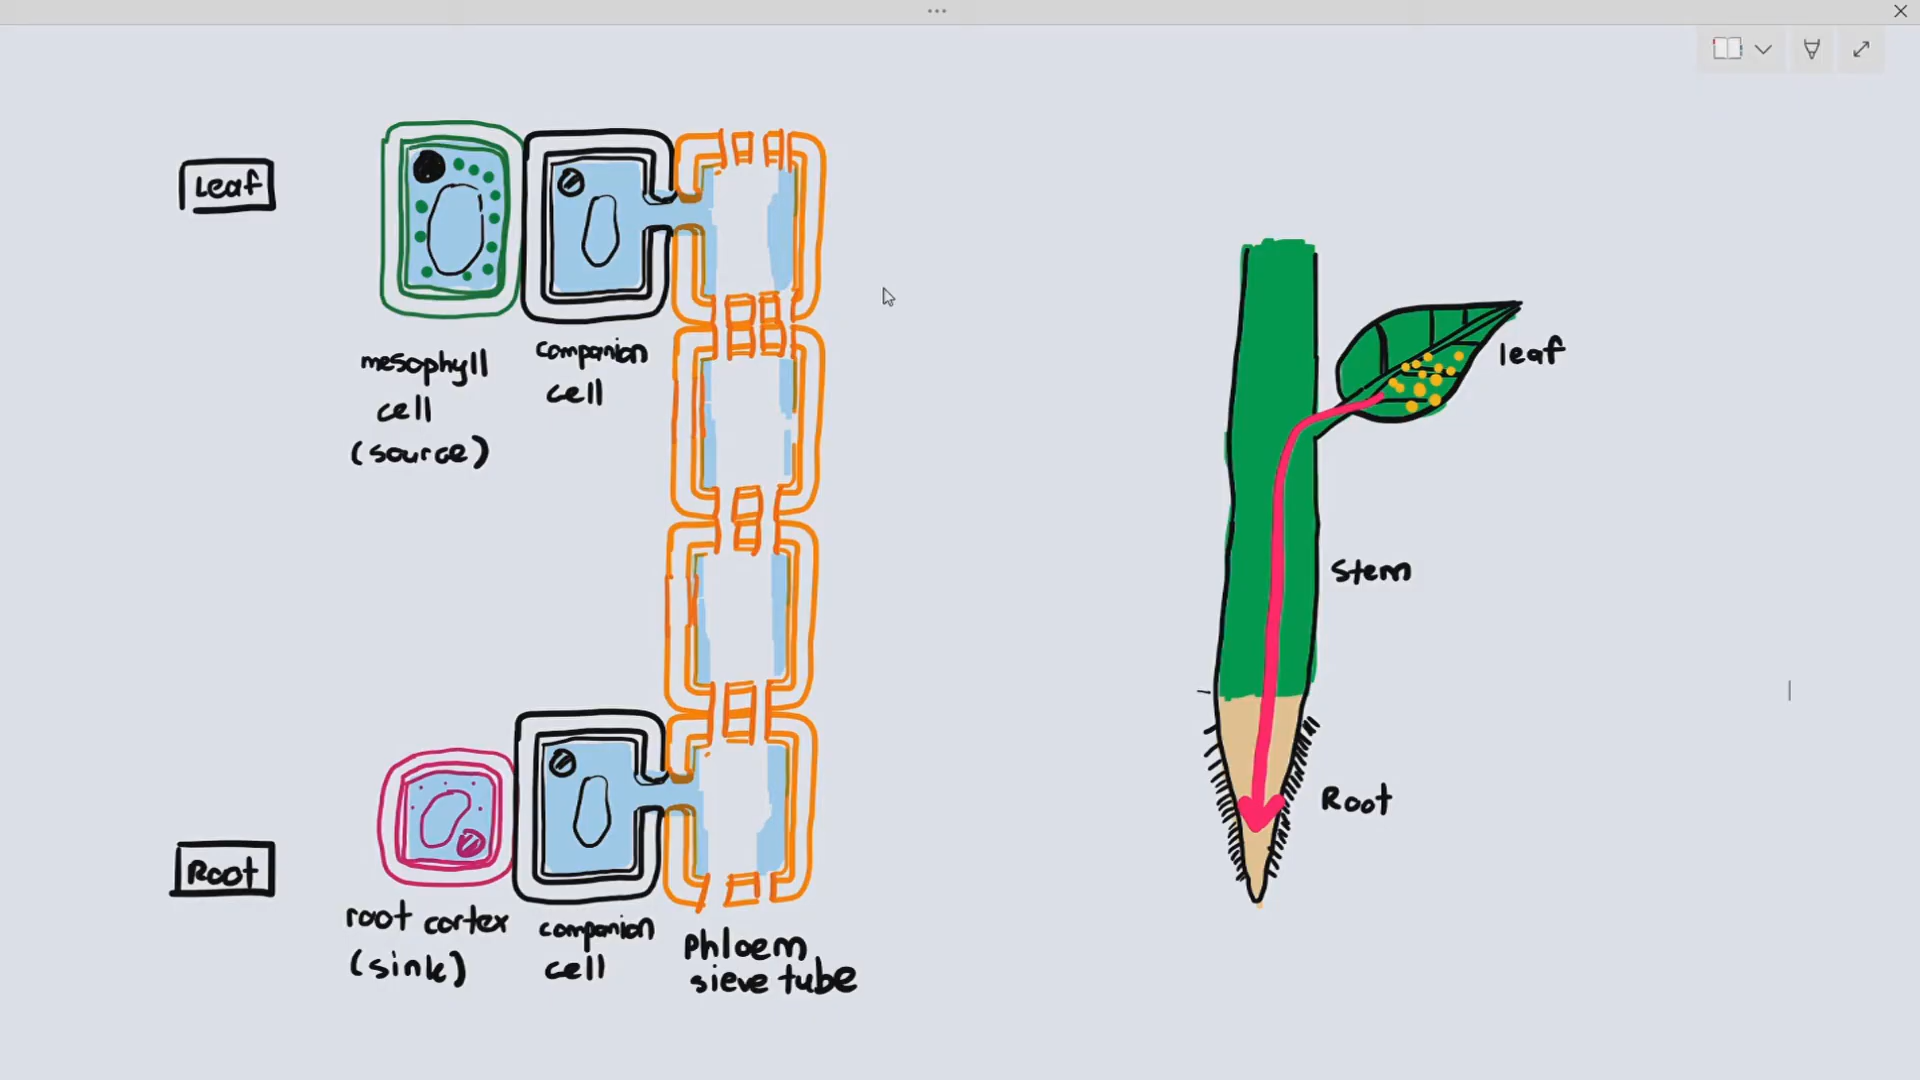 Leaf
mesophyll
cell
(source)
companion
cell
leaf
Stem
Root
Root
root cortex
(sink)
companion
cell
Phloem
sieve tube